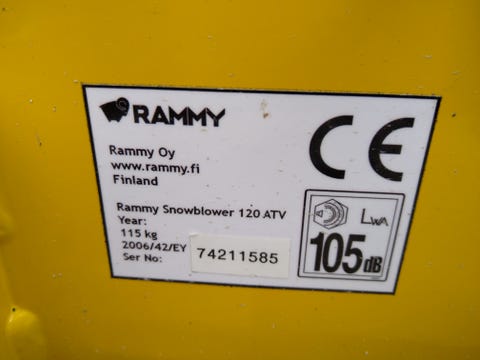 RAMMY
Rammy Oy
www.rammy.fi
Finland
CE
Rammy Snowblower 120 ATV
Year:
115 kg
2006/42/EY
Ser No: 74211585
LWA
105 dB